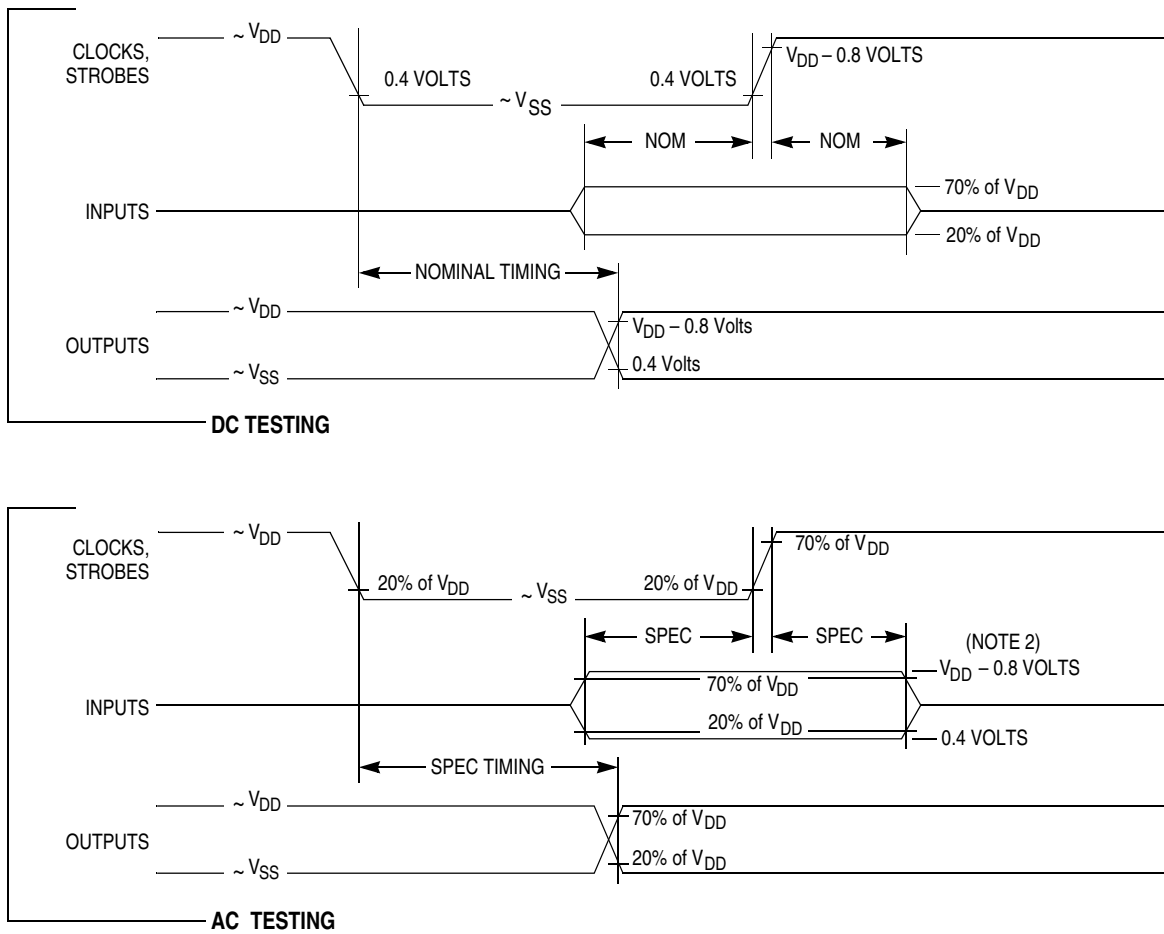 ~ VDD
CLOCKS,
STROBES
0.4 VOLTS
~ VSS
0.4 VOLTS
VDD – 0.8 VOLTS
NOM
NOM
INPUTS
70% of VDD
20% of VDD
NOMINAL TIMING
~ VDD
OUTPUTS
VDD – 0.8 Volts
0.4 Volts
~ VSS
DC TESTING
~ VDD
CLOCKS,
STROBES
20% of VDD
~ VSS
20% of VDD
70% of VDD
SPEC
SPEC
(NOTE 2)
VDD – 0.8 VOLTS
70% of VDD
INPUTS
20% of VDD
0.4 VOLTS
SPEC TIMING
~ VDD
OUTPUTS
70% of VDD
20% of VDD
~ VSS
AC TESTING